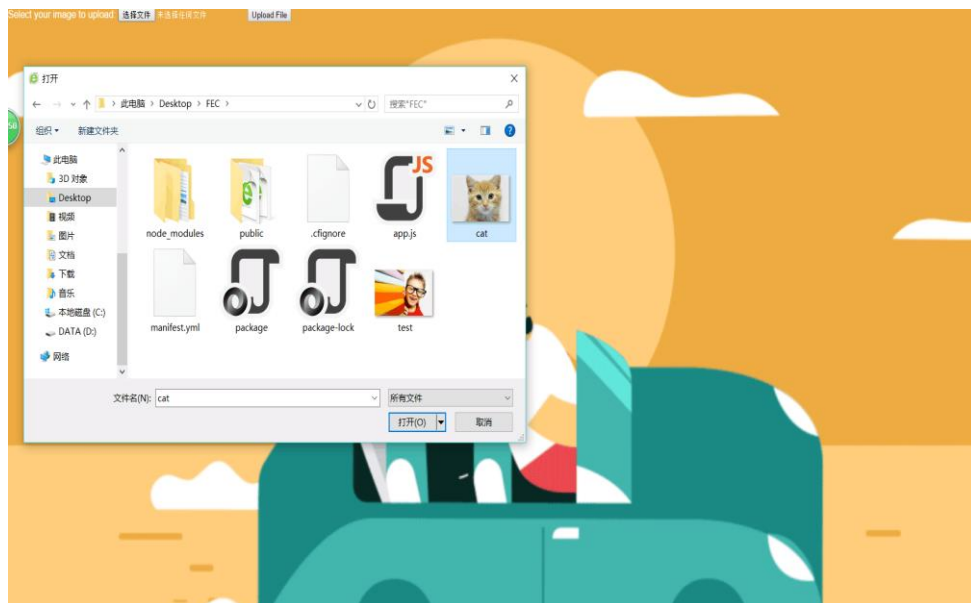 Select your image to upload: 选择文件 未选择任何文件 Upload File
打开
此电脑 > Desktop > FEC >
搜索"FEC"
组织 新建文件夹
此电脑
3D 对象
Desktop
视频
图片
文档
下载
音乐
本地磁盘 (C:)
DATA (D:)
网络
node_modules public .cfignore app.js cat
JS
manifest.yml package package-lock test
文件名(N): cat 所有文件
打开(O) 取消